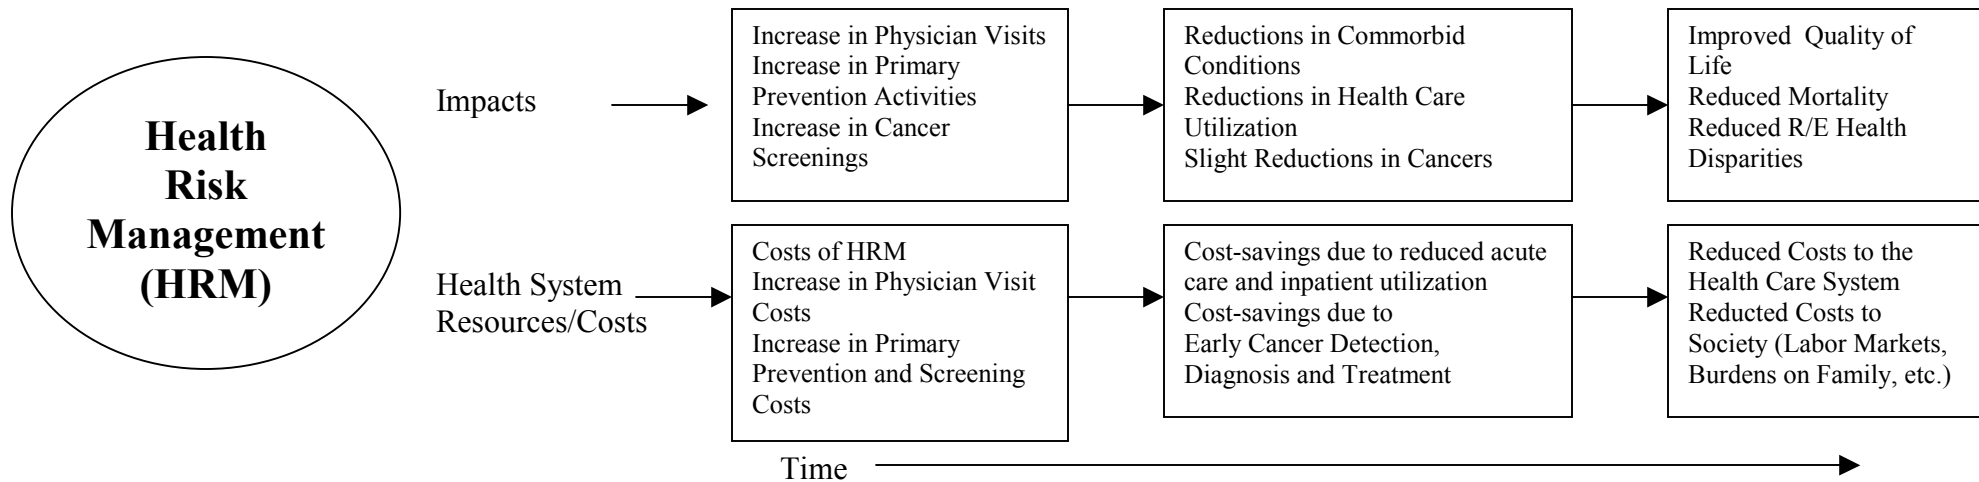 Health
Risk
Management
(HRM)
Impacts
Increase in Physician Visits
Increase in Primary
Prevention Activities
Increase in Cancer
Screenings
Reductions in Commorbid
Conditions
Reductions in Health Care
Utilization
Slight Reductions in Cancers
Improved  Quality of
Life
Reduced Mortality
Reduced R/E Health
Disparities
Health System
Resources/Costs
Costs of HRM
Increase in Physician Visit
Costs
Increase in Primary
Prevention and Screening
Costs
Cost-savings due to reduced acute
care and inpatient utilization
Cost-savings due to
Early Cancer Detection,
Diagnosis and Treatment
Reduced Costs to the
Health Care System
Reducted Costs to
Society (Labor Markets,
Burdens on Family, etc.)
Time